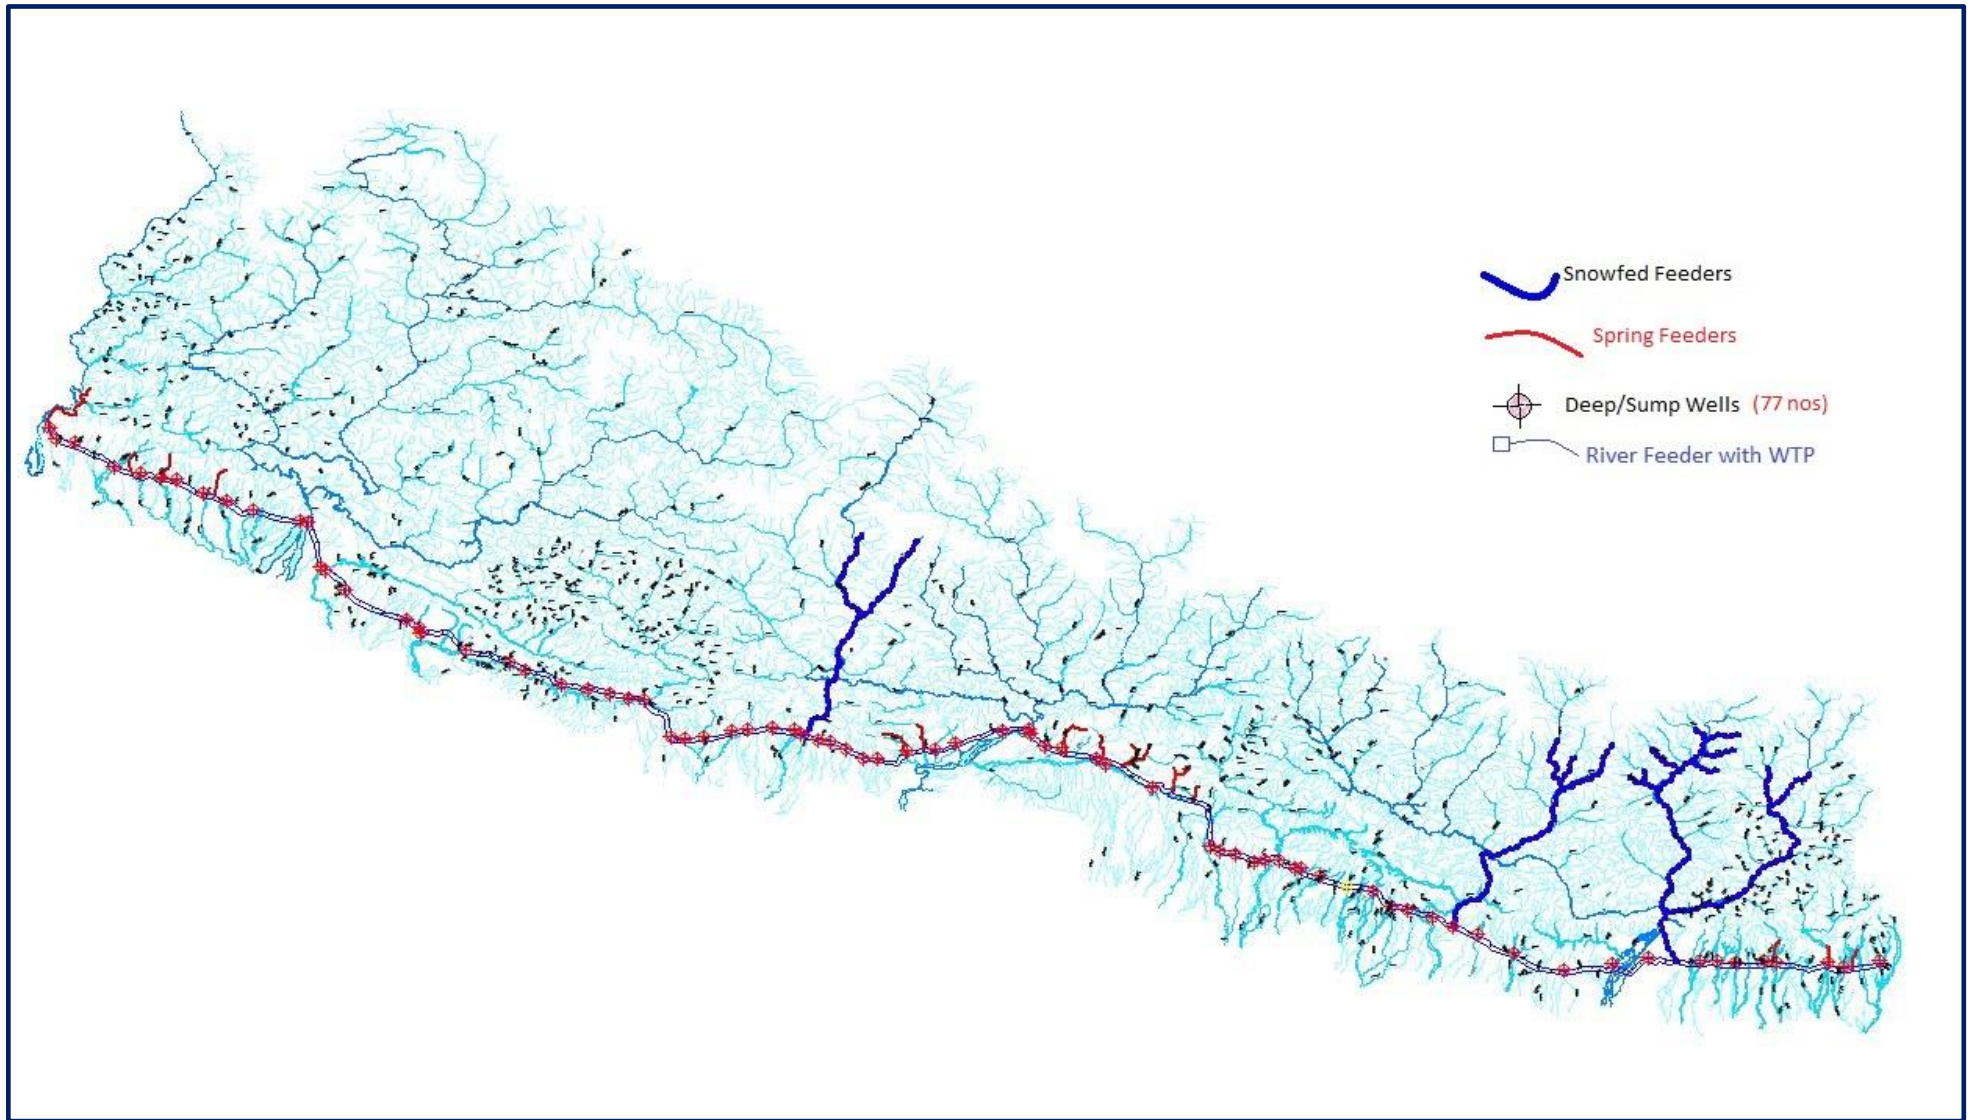 Snowfed Feeders
Spring Feeders
Deep/Sump Wells (77 nos)
River Feeder with WTP